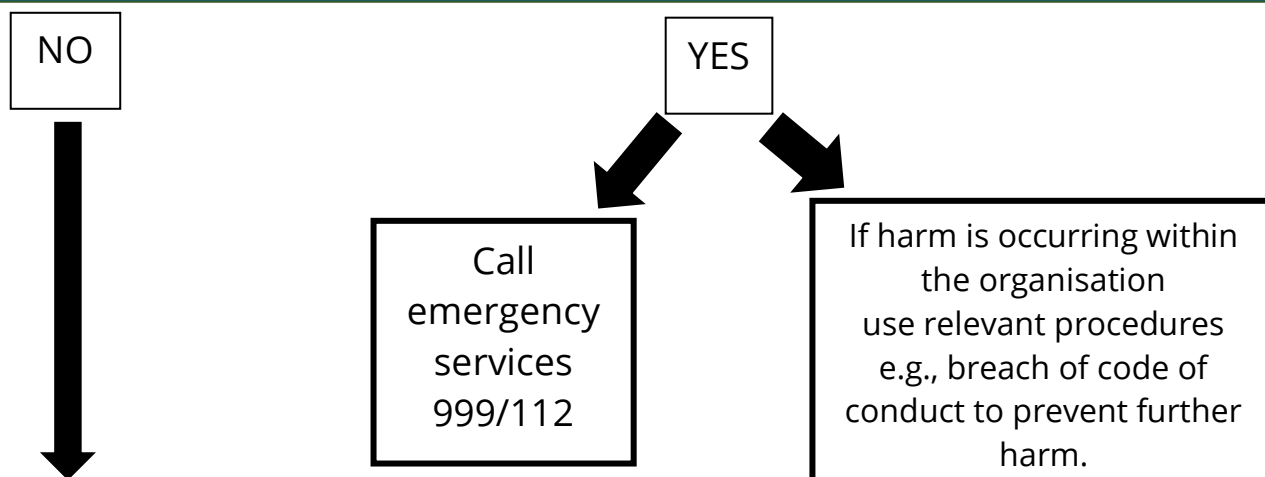 NO
YES
Call
emergency
services
999/112
If harm is occurring within
the organisation
use relevant procedures
e.g., breach of code of
conduct to prevent further
harm.